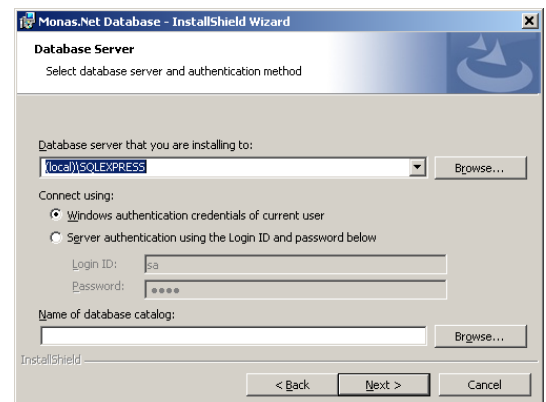 Monas.Net Database - InstallShield Wizard
Database Server
Select database server and authentication method
Database server that you are installing to:
(local)\SQLEXPRESS
Browse...
Connect using:
Windows authentication credentials of current user
Server authentication using the Login ID and password below
Login ID:
sa
Password:
Name of database catalog:
Browse...
InstallShield
< Back
Next >
Cancel